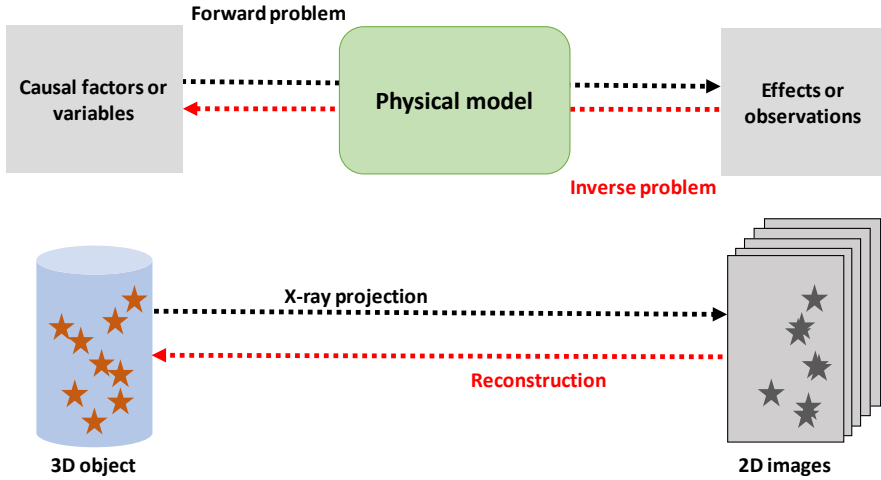 Forward problem
Causal factors or
variables
Physical model
Effects or
observations
Inverse problem
X-ray projection
Reconstruction
3D object
2D images